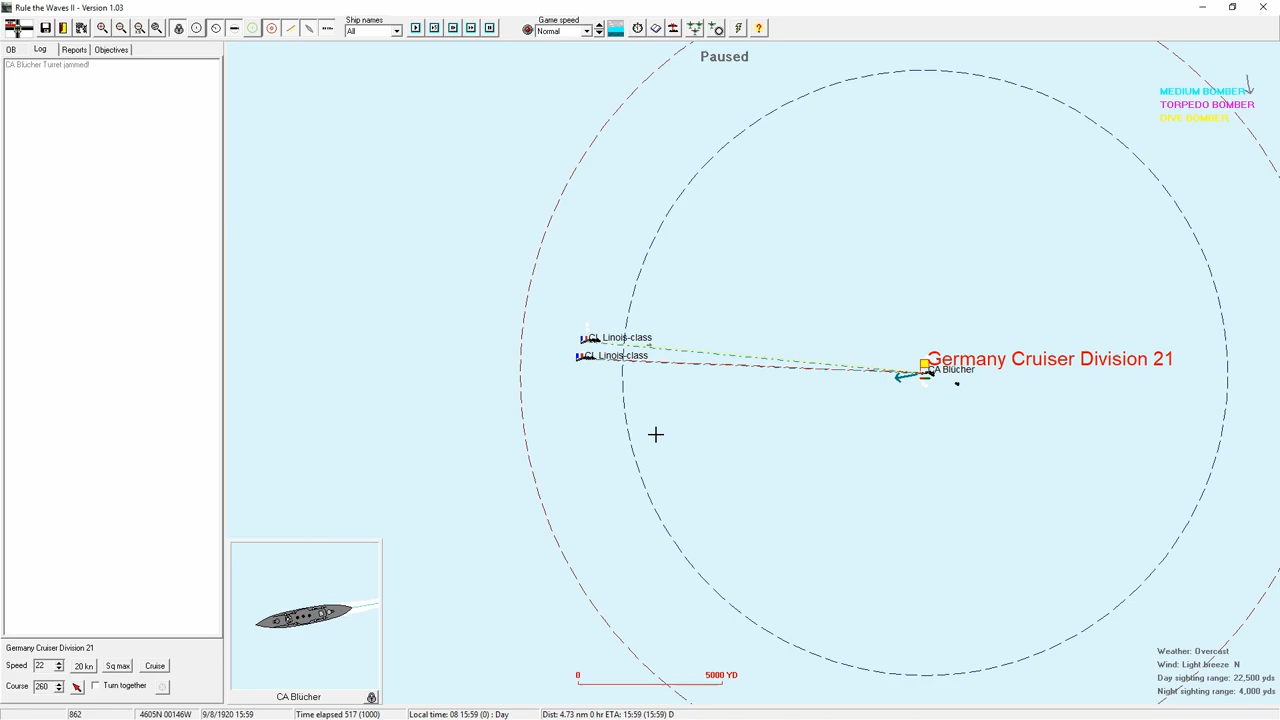 Rule the Waves II - Version 1.03
Ship names
All
Game speed
Normal
OB Log Reports Objectives
CA Blücher Turret jammed!
Paused
MEDIUM BOMBER
TORPEDO BOMBER
DIVE BOMBER
CL Linois-class
CL Linois-class
Germany Cruiser Division 21
CA Blücher
CA Blücher
Germany Cruiser Division 21
Speed 22 20 kn Sq max Cruise
Course 260 Turn together
0 5000 YD
Weather: Overcast
Wind: Light breeze N
Day sighting range: 22,500 yds
Night sighting range: 4,000 yds
862 4605N 00146W 9/8/1920 15:59 Time elapsed 517 (1000) Local time: 08 15:59 (0) : Day Dist: 4.73 nm 0 hr ETA: 15:59 (15:59) D